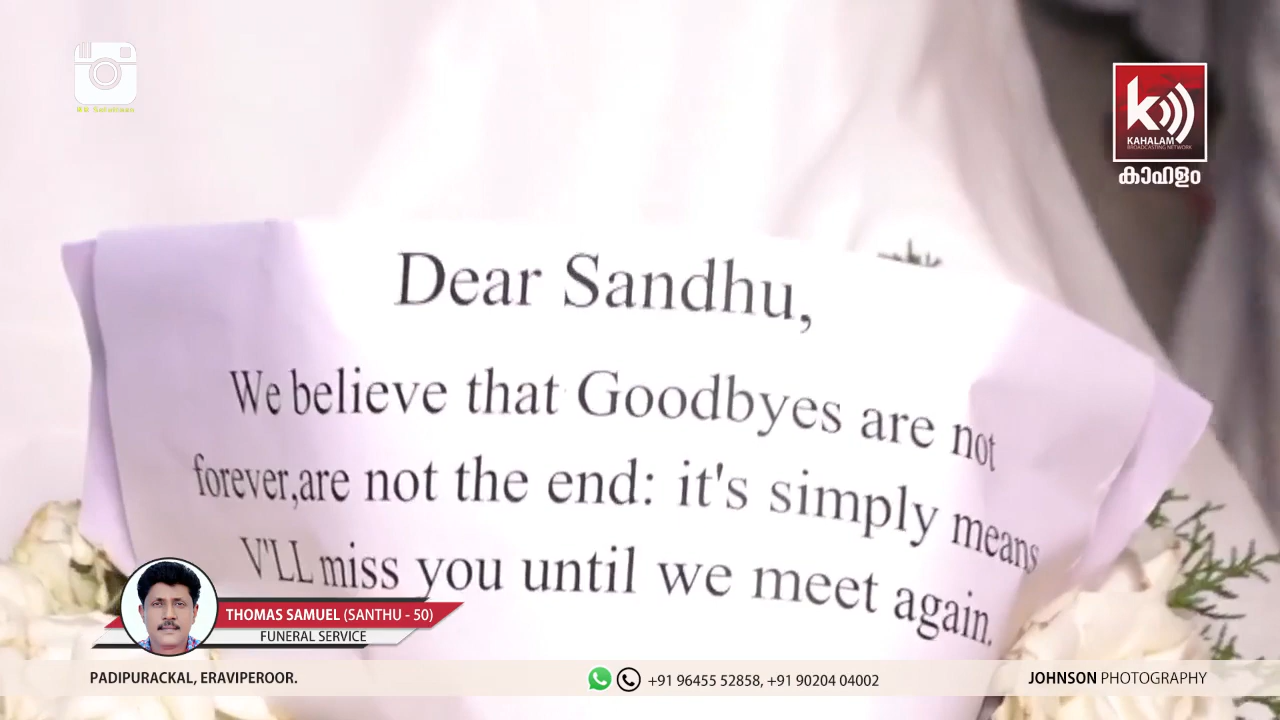 KAHALAM
BROADCASTING NETWORK
കാഹളം
Dear Sandhu,
We believe that Goodbyes are not
forever,are not the end: it's simply means
V'LL miss you until we meet again.
THOMAS SAMUEL (SANTHU - 50)
FUNERAL SERVICE
PADIPURACKAL, ERAVIPEROOR.
+91 96455 52858, +91 90204 04002
JOHNSON PHOTOGRAPHY